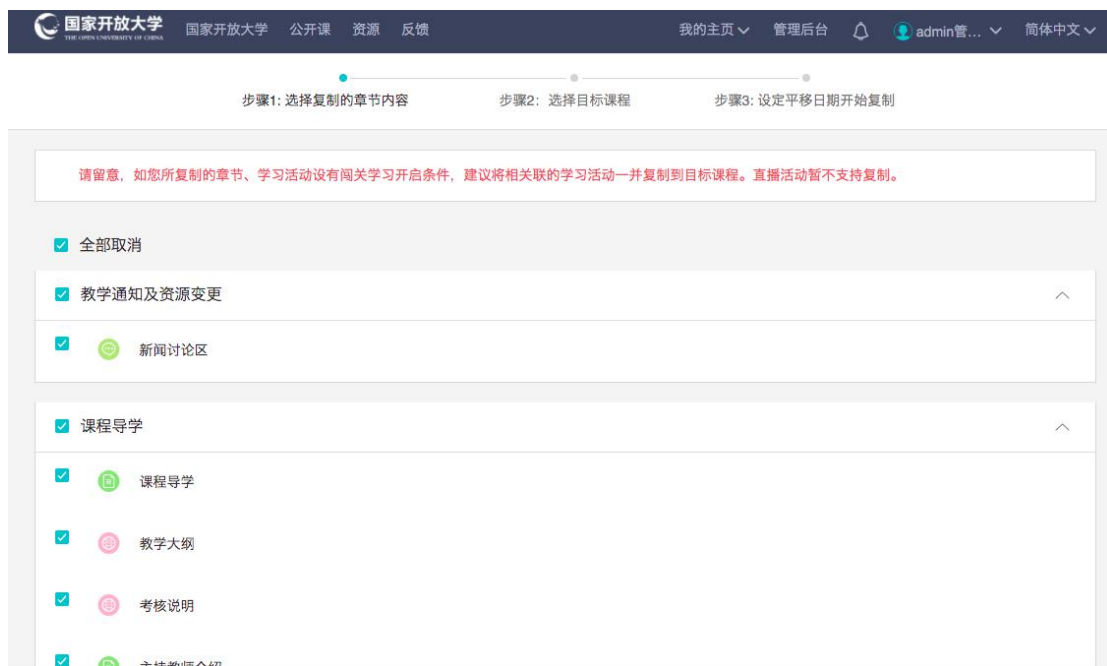 国家开放大学 国家开放大学 公开课 资源 反馈 我的主页 管理后台 admin管... 简体中文
THE OPEN UNIVERSITY OF CHINA
步骤1: 选择复制的章节内容 步骤2: 选择目标课程 步骤3: 设定平移日期开始复制
请留意，如您所复制的章节、学习活动设有闯关学习开启条件，建议将相关联的学习活动一并复制到目标课程。直播活动暂不支持复制。
全部取消
教学通知及资源变更
新闻讨论区
课程导学
课程导学
教学大纲
考核说明
主持教师介绍